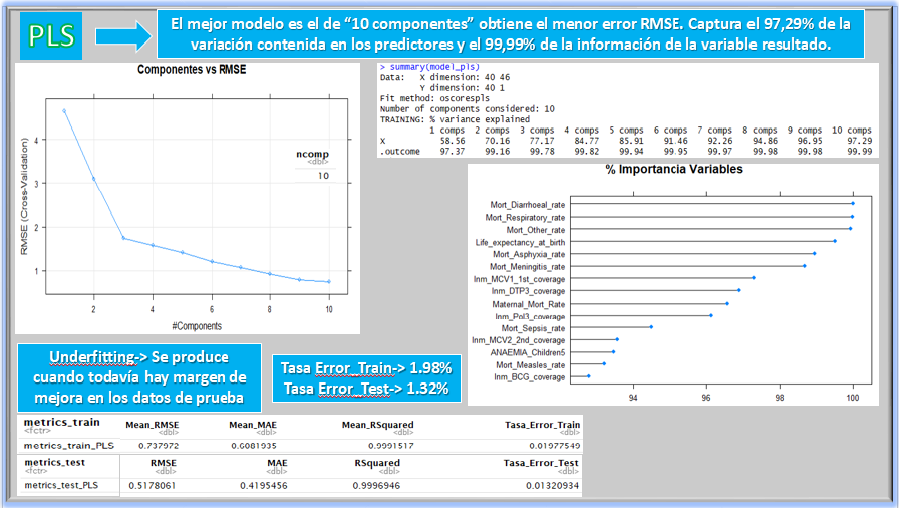 PLS
El mejor modelo es el de “10 componentes” obtiene el menor error RMSE. Captura el 97,29% de la
variación contenida en los predictores y el 99,99% de la información de la variable resultado.
Componentes vs RMSE
RMSE (Cross-Validation)
4
3
2
1
ncomp
<dbl>
10
2 4 6 8 10
#Components
> summary(model_pls)
Data: X dimension: 40 46
Y dimension: 40 1
Fit method: oscorespls
Number of components considered: 10
TRAINING: % variance explained
1 comps 2 comps 3 comps 4 comps 5 comps 6 comps 7 comps 8 comps 9 comps 10 comps
X 58.56 70.16 77.17 84.77 85.91 91.46 92.26 94.86 96.95 97.29
.outcome 97.37 99.16 99.78 99.82 99.94 99.95 99.97 99.98 99.98 99.99
% Importancia Variables
Mort_Diarrhoeal_rate
Mort_Respiratory_rate
Mort_Other_rate
Life_expectancy_at_birth
Mort_Asphyxia_rate
Mort_Meningitis_rate
Inm_MCV1_1st_coverage
Inm_DTP3_coverage
Maternal_Mort_Rate
Inm_Pol3_coverage
Mort_Sepsis_rate
Inm_MCV2_2nd_coverage
ANAEMIA_Children5
Mort_Measles_rate
Inm_BCG_coverage
94 96 98 100
Underfitting-> Se produce
cuando todavía hay margen de
mejora en los datos de prueba
Tasa Error_Train-> 1.98%
Tasa Error_Test-> 1.32%
metrics_train Mean_RMSE Mean_MAE Mean_RSquared Tasa_Error_Train
<fctr> <dbl> <dbl> <dbl> <dbl>
metrics_train_PLS 0.737972 0.6081935 0.9991517 0.01977549
metrics_test RMSE MAE RSquared Tasa_Error_Test
<fctr> <dbl> <dbl> <dbl> <dbl>
metrics_test_PLS 0.5178061 0.4195456 0.9996946 0.01320934